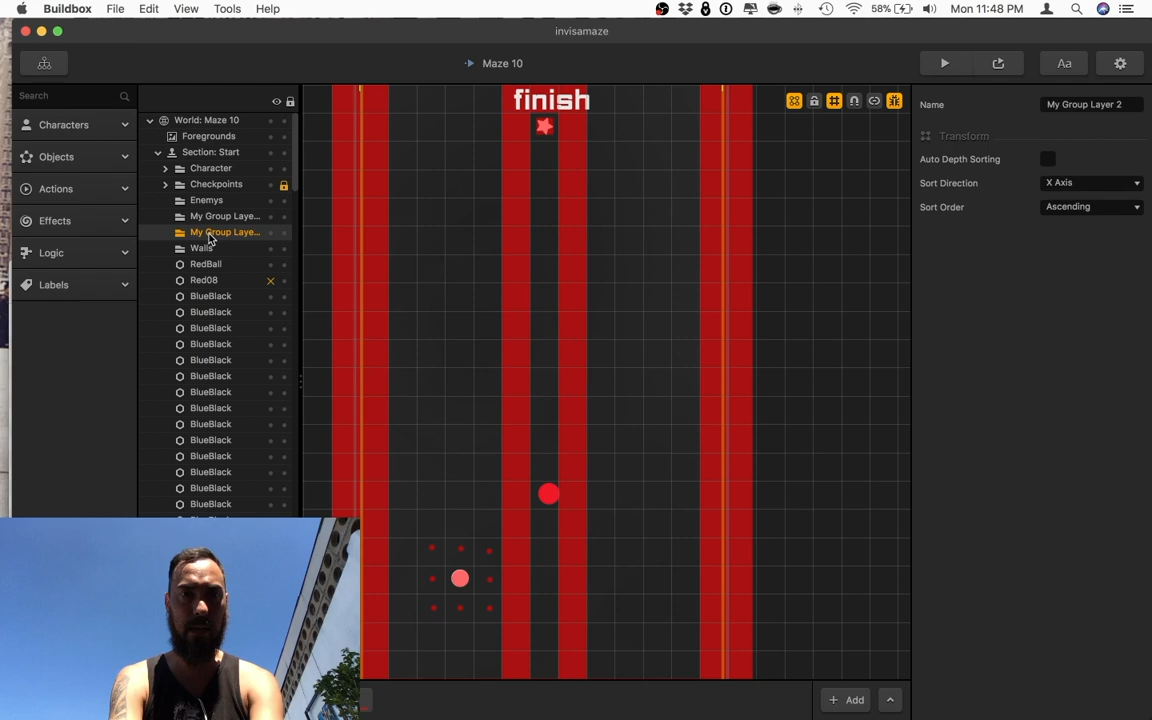 Buildbox File Edit View Tools Help
58% Mon 11:48 PM
invisamaze
Maze 10
Aa
Search
Characters
Objects
Actions
Effects
Logic
Labels
World: Maze 10
Foregrounds
Section: Start
Character
Checkpoints
Enemys
My Group Laye...
My Group Laye...
Walls
RedBall
Red08
BlueBlack
BlueBlack
BlueBlack
BlueBlack
BlueBlack
BlueBlack
BlueBlack
BlueBlack
BlueBlack
BlueBlack
BlueBlack
BlueBlack
BlueBlack
BlueBlack
finish
Name My Group Layer 2
Transform
Auto Depth Sorting
Sort Direction X Axis
Sort Order Ascending
+ Add